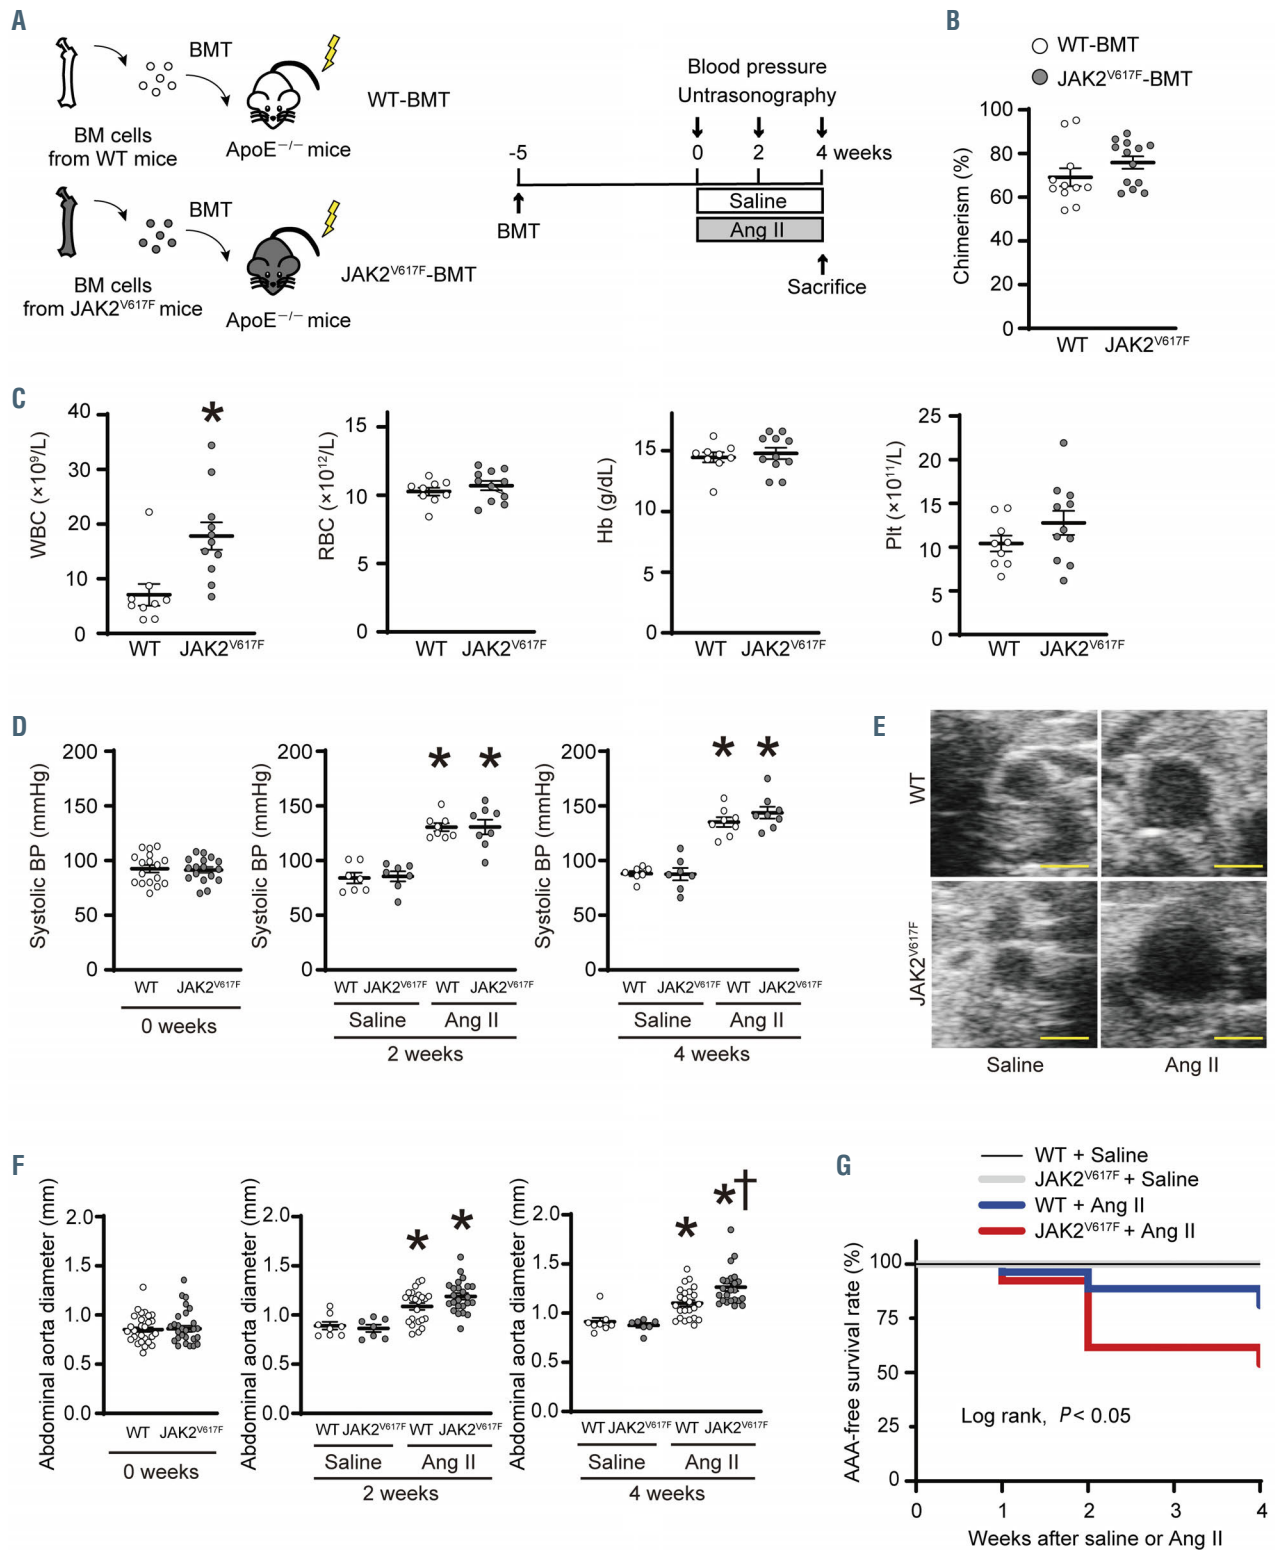 A
BMT
BM cells
from WT mice
ApoE−/− mice
WT-BMT
BMT
BM cells
from JAK2V617F mice
ApoE−/− mice
JAK2V617F-BMT
Blood pressure
Untrasonography
-5
0
2
4 weeks
BMT
Saline
Ang II
Sacrifice
B
WT-BMT
JAK2V617F-BMT
Chimerism (%)
100
80
60
40
20
0
WT
JAK2V617F
C
WBC (×10⁹/L)
40
30
20
10
0
*
WT
JAK2V617F
RBC (×10¹²/L)
15
10
5
0
WT
JAK2V617F
Hb (g/dL)
15
10
5
0
WT
JAK2V617F
Plt (×10¹¹/L)
25
20
15
10
5
0
WT
JAK2V617F
D
Systolic BP (mmHg)
200
150
100
50
0
WT
JAK2V617F
0 weeks
Systolic BP (mmHg)
200
150
100
50
0
* *
WT JAK2V617F WT JAK2V617F
Saline
Ang II
2 weeks
Systolic BP (mmHg)
200
150
100
50
0
* *
WT JAK2V617F WT JAK2V617F
Saline
Ang II
4 weeks
E
WT
JAK2V617F
Saline
Ang II
F
Abdominal aorta diameter (mm)
2.0
1.5
1.0
0.5
0.0
WT JAK2V617F
0 weeks
Abdominal aorta diameter (mm)
2.0
1.5
1.0
0.5
0.0
* *
WT JAK2V617F WT JAK2V617F
Saline
Ang II
2 weeks
Abdominal aorta diameter (mm)
2.0
1.5
1.0
0.5
0.0
* *†
WT JAK2V617F WT JAK2V617F
Saline
Ang II
4 weeks
G
WT + Saline
JAK2V617F + Saline
WT + Ang II
JAK2V617F + Ang II
AAA-free survival rate (%)
100
75
50
25
0
Log rank, P< 0.05
0 1 2 3 4
Weeks after saline or Ang II